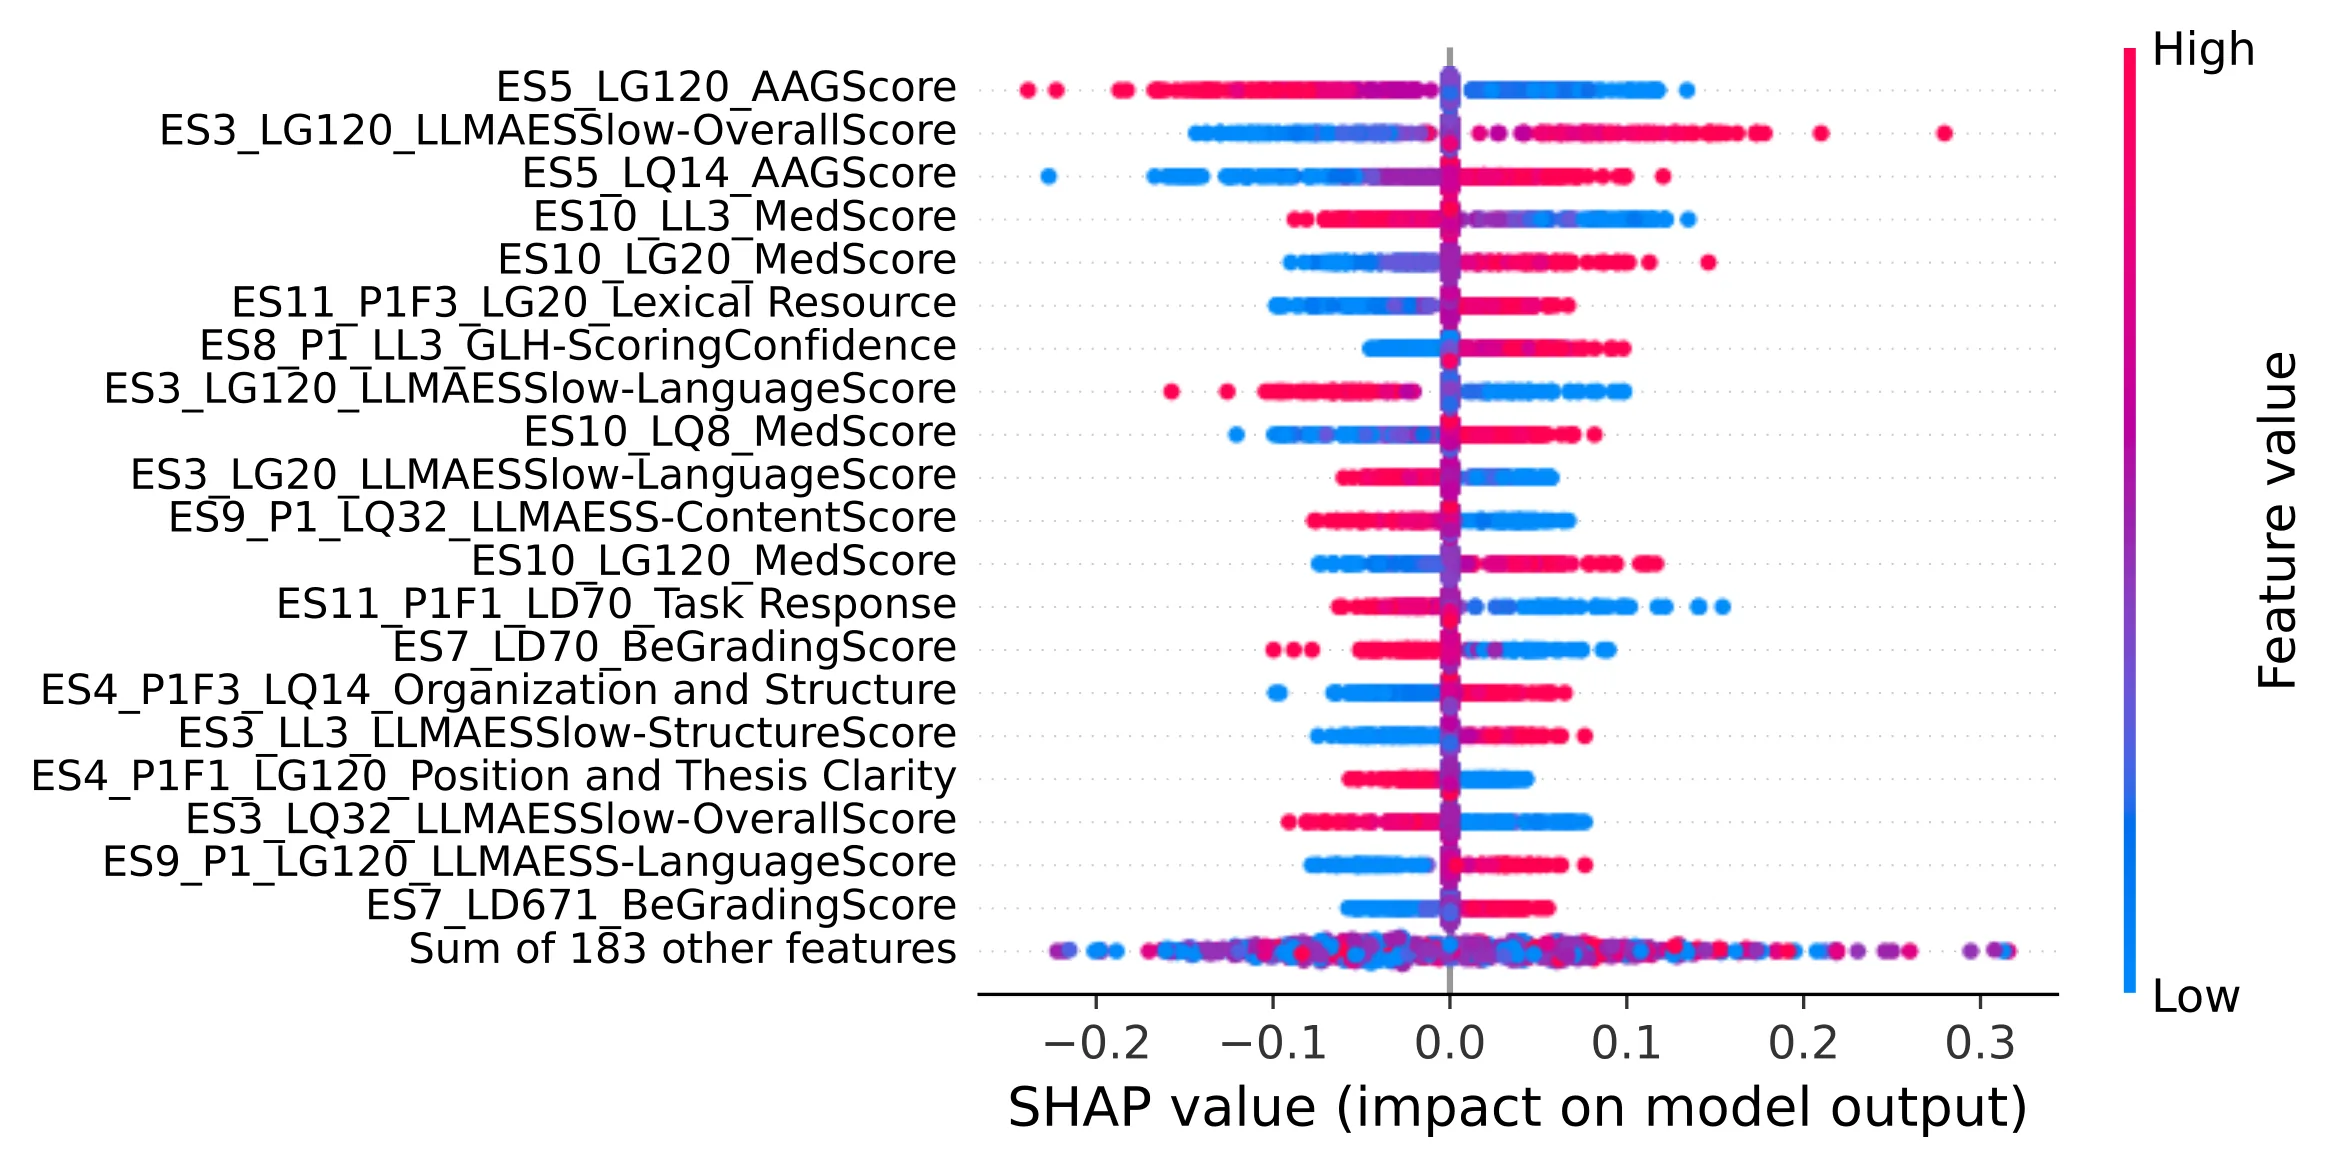 High
ES5_LG120_AAGScore
ES3_LG120_LLMAESSlow-OverallScore
ES5_LQ14_AAGScore
ES10_LL3_MedScore
ES10_LG20_MedScore
ES11_P1F3_LG20_Lexical Resource
ES8_P1_LL3_GLH-ScoringConfidence
ES3_LG120_LLMAESSlow-LanguageScore
ES10_LQ8_MedScore
ES3_LG20_LLMAESSlow-LanguageScore
ES9_P1_LQ32_LLMAESS-ContentScore
ES10_LG120_MedScore
ES11_P1F1_LD70_Task Response
ES7_LD70_BeGradingScore
ES4_P1F3_LQ14_Organization and Structure
ES3_LL3_LLMAESSlow-StructureScore
ES4_P1F1_LG120_Position and Thesis Clarity
ES3_LQ32_LLMAESSlow-OverallScore
ES9_P1_LG120_LLMAESS-LanguageScore
ES7_LD671_BeGradingScore
Sum of 183 other features
Feature value
Low
−0.2 −0.1 0.0 0.1 0.2 0.3
SHAP value (impact on model output)